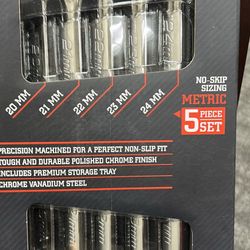 22mm
20 MM
21 MM
22 MM
23 MM
24 MM
NO-SKIP
SIZING
METRIC
5 PIECE
SET
PRECISION MACHINED FOR A PERFECT NON-SLIP FIT
TOUGH AND DURABLE POLISHED CHROME FINISH
INCLUDES PREMIUM STORAGE TRAY
CHROME VANADIUM STEEL